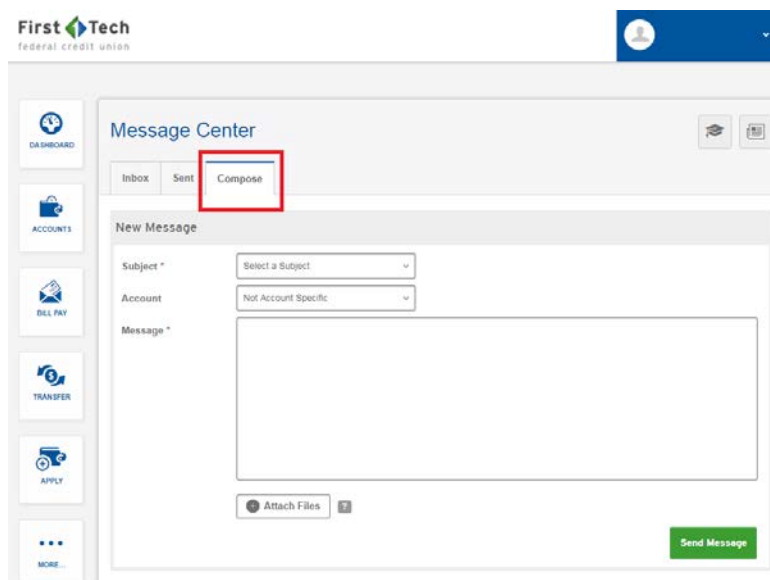 First Tech
federal credit union
DASHBOARD
ACCOUNTS
BILL PAY
TRANSFER
APPLY
MORE...
Message Center
Inbox Sent Compose
New Message
Subject * Select a Subject
Account Not Account Specific
Message *
Attach Files ?
Send Message